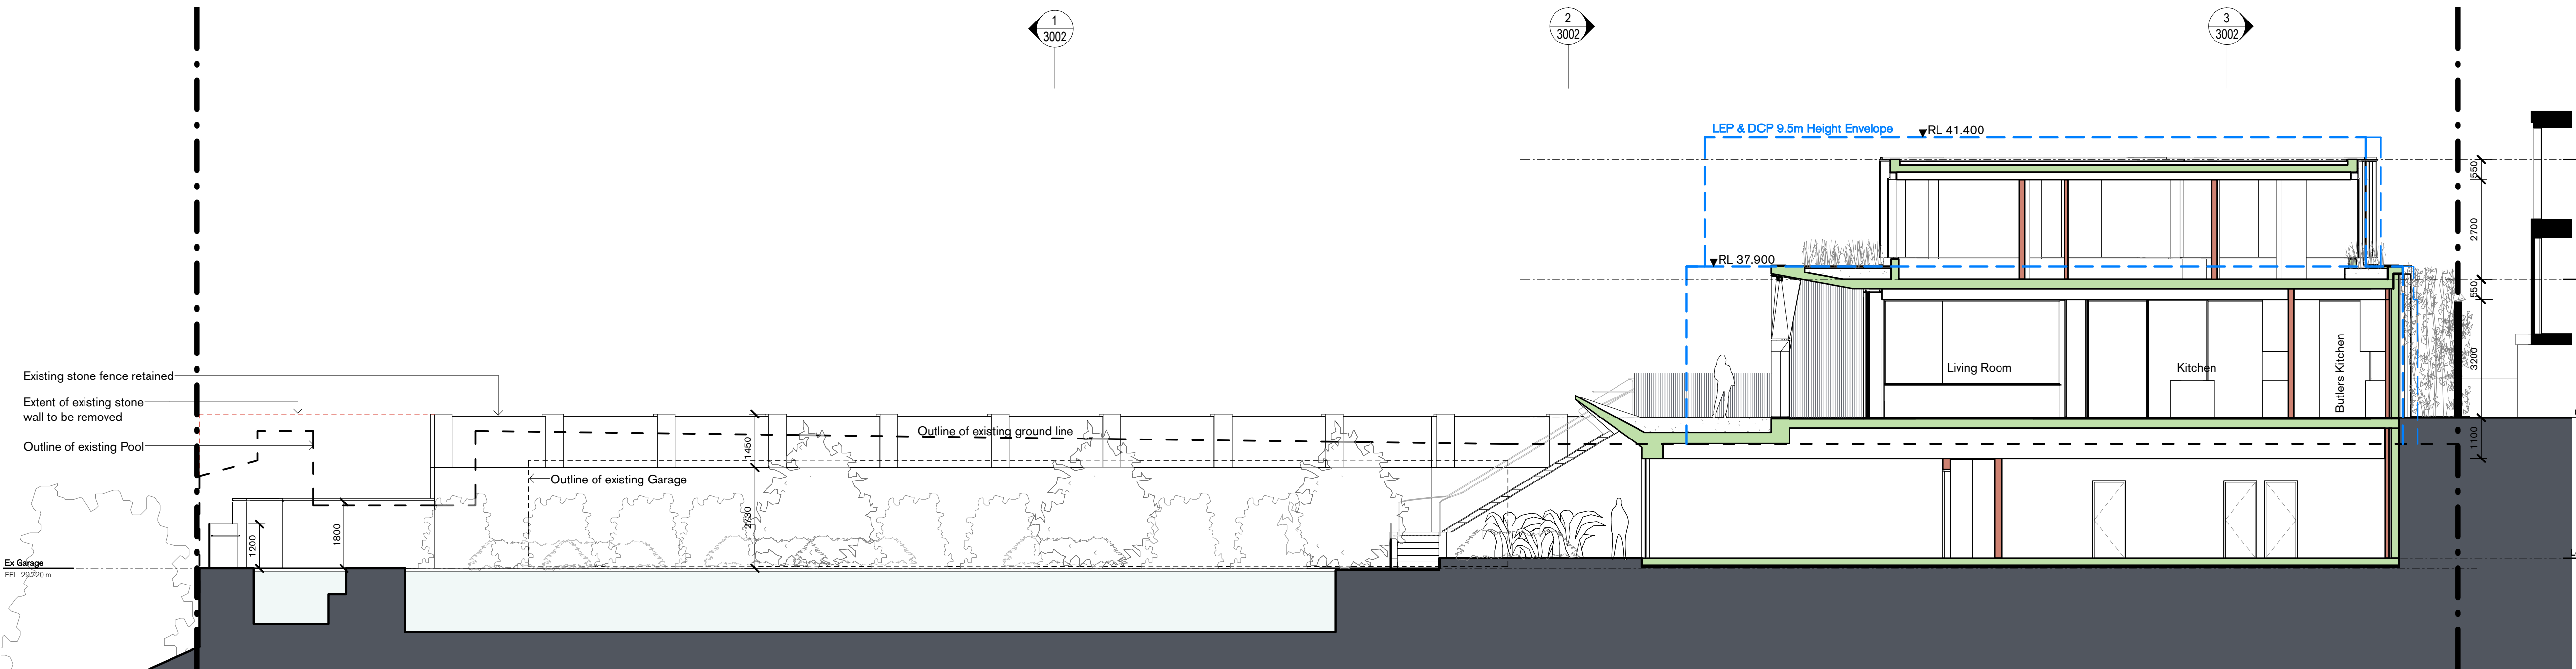 1
3002
2
3002
3
3002
LEP & DCP 9.5m Height Envelope
RL 41.400
550
2700
RL 37.900
550
3200
Living Room
Kitchen
Butlers Kitchen
Existing stone fence retained
Extent of existing stone
wall to be removed
Outline of existing Pool
Outline of existing ground line
1450
1100
Outline of existing Garage
2730
1200
1800
Ex Garage
FFL 29.720 m